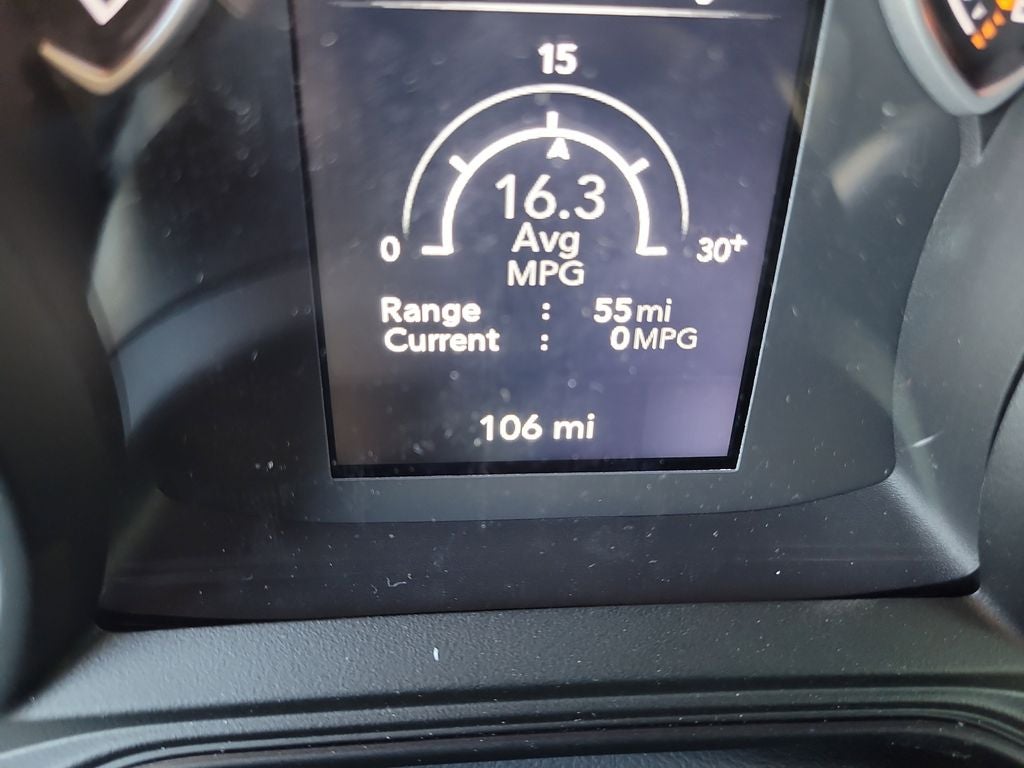 15
16.3
0 Avg 30+
MPG
Range : 55 mi
Current : 0 MPG
106 mi